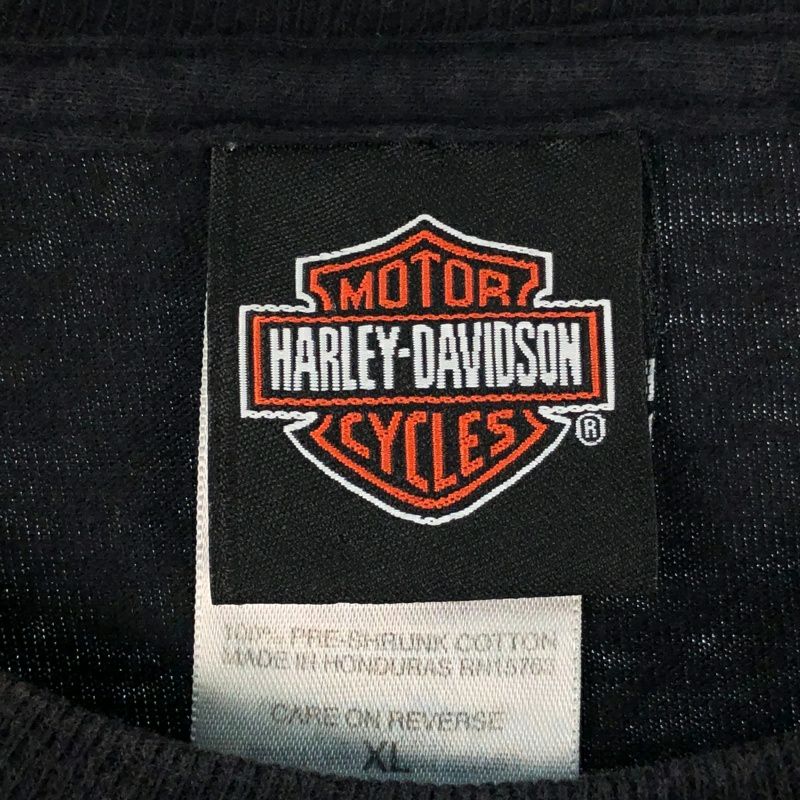 MOTOR
HARLEY-DAVIDSON
CYCLES
®
100% PRE-SHRUNK COTTON
MADE IN HONDURAS RN15763
CARE ON REVERSE
XL